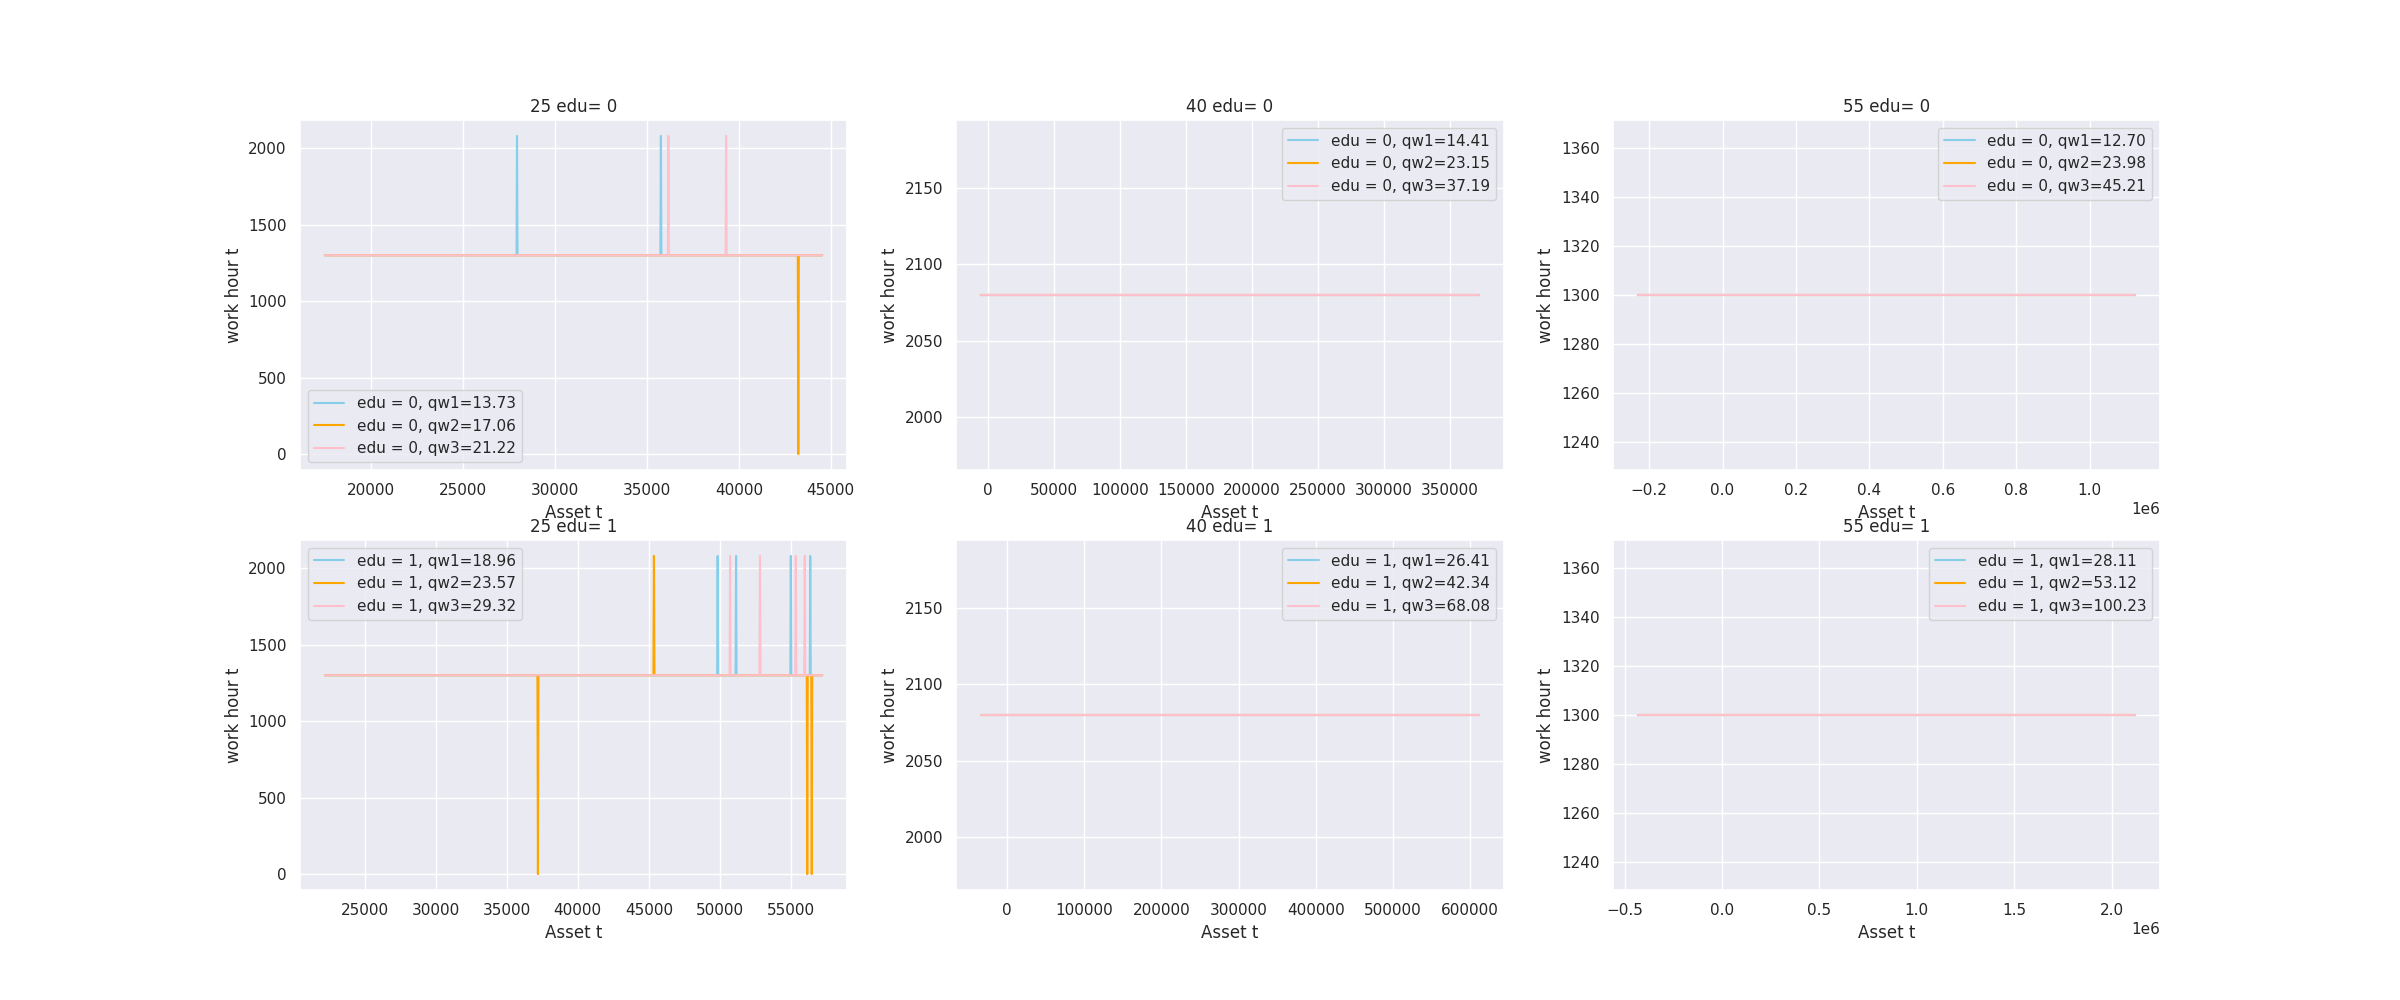 25 edu= 0
work hour t
2000
1500
1000
500
0
edu = 0, qw1=13.73
edu = 0, qw2=17.06
edu = 0, qw3=21.22
20000 25000 30000 35000 40000 45000
Asset t
40 edu= 0
work hour t
2150
2100
2050
2000
edu = 0, qw1=14.41
edu = 0, qw2=23.15
edu = 0, qw3=37.19
0 50000 100000 150000 200000 250000 300000 350000
Asset t
55 edu= 0
work hour t
1360
1340
1320
1300
1280
1260
1240
edu = 0, qw1=12.70
edu = 0, qw2=23.98
edu = 0, qw3=45.21
−0.2 0.0 0.2 0.4 0.6 0.8 1.0
1e6
Asset t
25 edu= 1
work hour t
2000
1500
1000
500
0
edu = 1, qw1=18.96
edu = 1, qw2=23.57
edu = 1, qw3=29.32
25000 30000 35000 40000 45000 50000 55000
Asset t
40 edu= 1
work hour t
2150
2100
2050
2000
edu = 1, qw1=26.41
edu = 1, qw2=42.34
edu = 1, qw3=68.08
0 100000 200000 300000 400000 500000 600000
Asset t
55 edu= 1
work hour t
1360
1340
1320
1300
1280
1260
1240
edu = 1, qw1=28.11
edu = 1, qw2=53.12
edu = 1, qw3=100.23
−0.5 0.0 0.5 1.0 1.5 2.0
1e6
Asset t